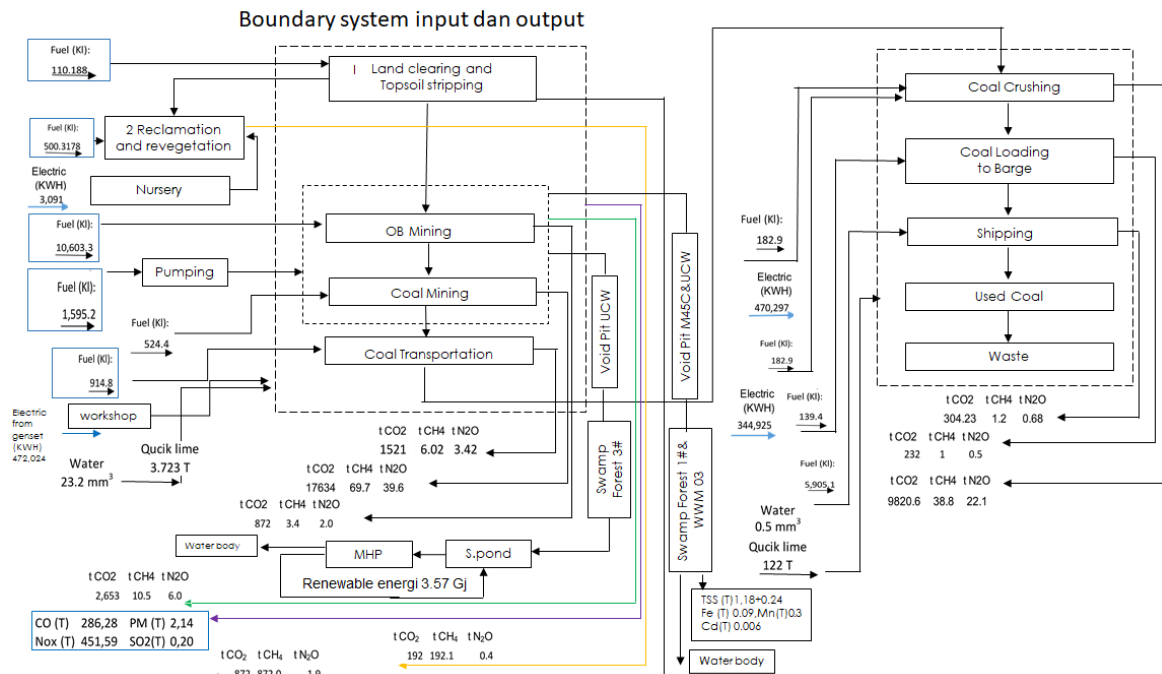 Boundary system input dan output
Fuel (Kl):
110.188
I Land clearing and
Topsoil stripping
Fuel (Kl):
500.3178
2 Reclamation
and revegetation
Electric
(KWH)
3,091
Nursery
Fuel (Kl):
10,603.3
OB Mining
Pumping
Fuel (Kl):
1,595.2
Coal Mining
Fuel (Kl):
524.4
Coal Transportation
Fuel (Kl):
914.8
workshop
Electric
from
genset
(KWH)
472,024
Qucik lime
3.723 T
Water
23.2 mm³
Void Pit UCW
Void Pit M45C&UCW
Swamp
Forest 3#
Swamp Forest 1#&
WWM 03
tCO2 tCH4 tN2O
1521 6.02 3.42
tCO2 tCH4 tN2O
17634 69.7 39.6
tCO2 tCH4 tN2O
872 3.4 2.0
Water body
MHP
S.pond
Renewable energi 3.57 Gj
tCO2 tCH4 tN2O
2,653 10.5 6.0
CO (T) 286,28 PM (T) 2,14
Nox (T) 451,59 SO2(T) 0,20
tCO₂ tCH₄ tN₂O
192 192.1 0.4
tCO₂ tCH₄ tN₂O
872 872.0 1.9
TSS (T)1,18+0.24
Fe (T) 0.09,Mn(T)0.3
Cd(T) 0.006
Water body
Coal Crushing
Coal Loading
to Barge
Shipping
Used Coal
Waste
Fuel (Kl):
182.9
Electric
(KWH)
470,297
Fuel (Kl):
182.9
Electric
(KWH)
344,925
Fuel (Kl):
139.4
Fuel (Kl):
5,905.1
Water
0.5 mm³
Qucik lime
122 T
tCO2 tCH4 tN2O
304.23 1.2 0.68
tCO2 tCH4 tN2O
232 1 0.5
tCO2 tCH4 tN2O
9820.6 38.8 22.1